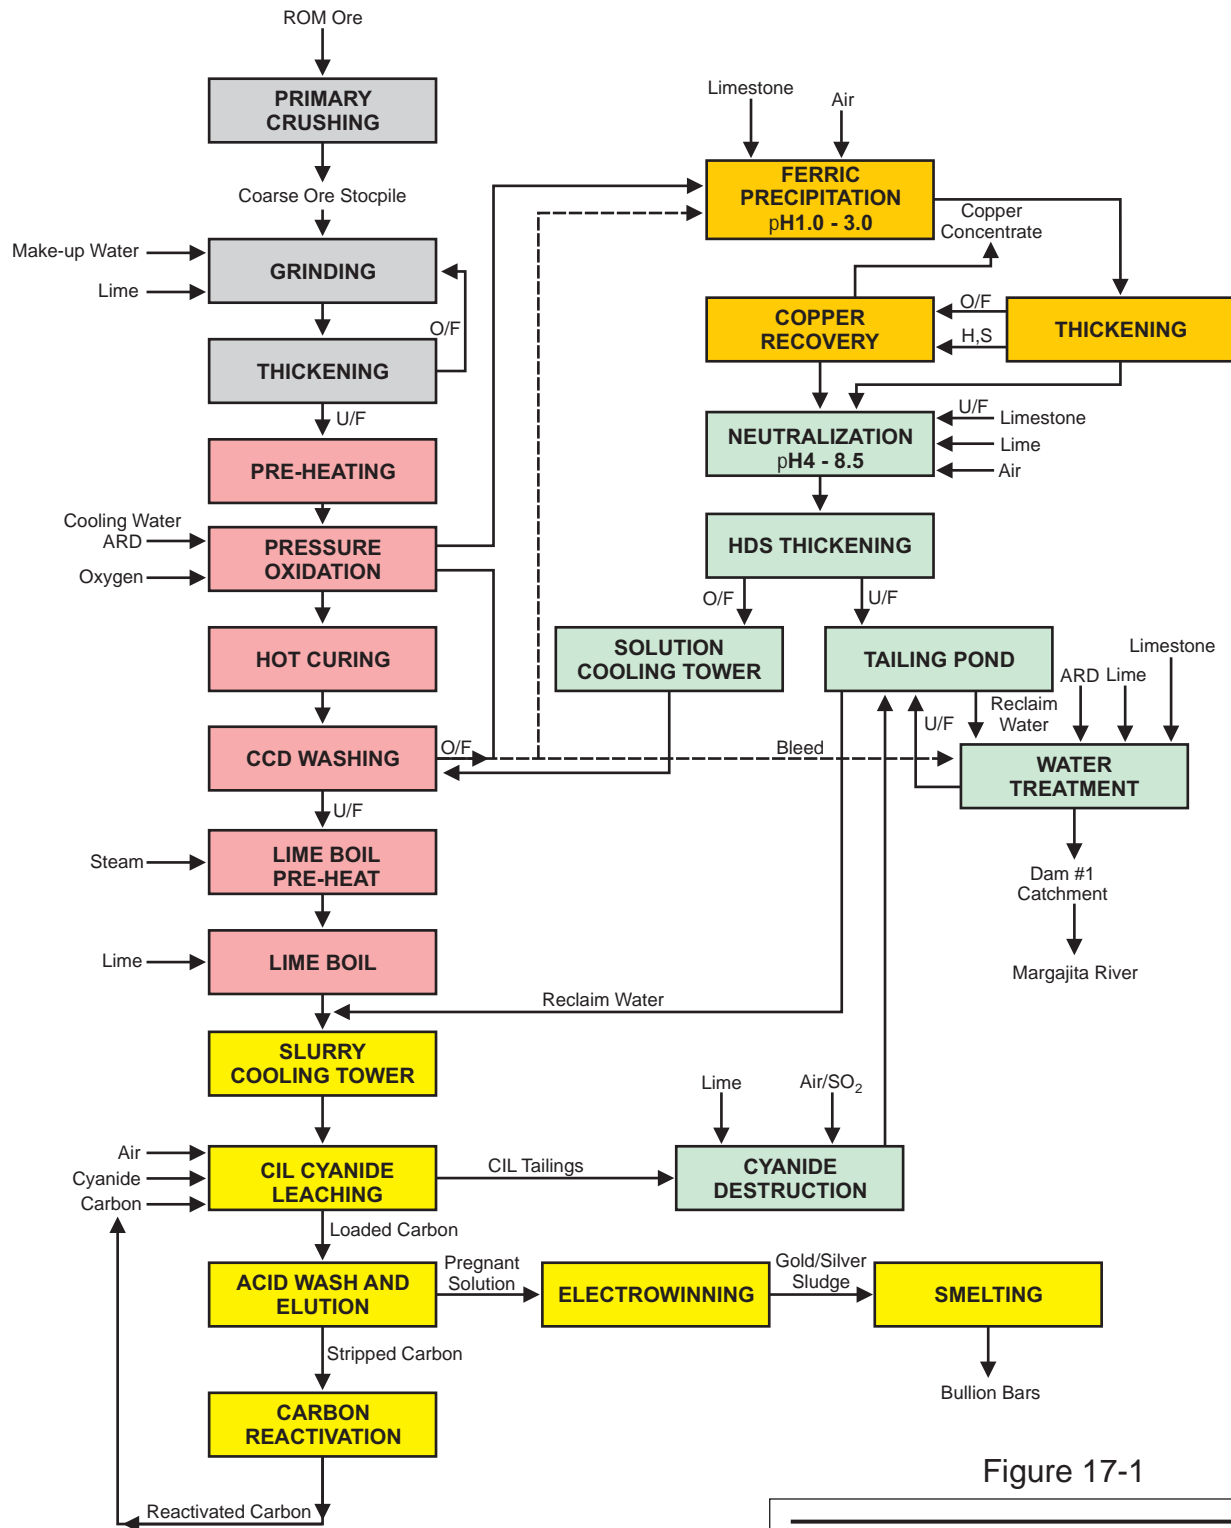 ROM Ore
PRIMARY
CRUSHING
Coarse Ore Stocpile
Make-up Water
Lime
GRINDING
O/F
THICKENING
U/F
PRE-HEATING
Cooling Water
ARD
Oxygen
PRESSURE
OXIDATION
HOT CURING
CCD WASHING
O/F
U/F
Steam
LIME BOIL
PRE-HEAT
Lime
LIME BOIL
Reclaim Water
SLURRY
COOLING TOWER
Air
Cyanide
Carbon
CIL CYANIDE
LEACHING
CIL Tailings
Loaded Carbon
ACID WASH AND
ELUTION
Pregnant
Solution
ELECTROWINNING
Gold/Silver
Sludge
SMELTING
Bullion Bars
Stripped Carbon
CARBON
REACTIVATION
Reactivated Carbon
Limestone
Air
FERRIC
PRECIPITATION
pH1.0 - 3.0
Copper
Concentrate
COPPER
RECOVERY
O/F
H,S
THICKENING
NEUTRALIZATION
pH4 - 8.5
U/F
Limestone
Lime
Air
HDS THICKENING
O/F
U/F
SOLUTION
COOLING TOWER
TAILING POND
Reclaim
Water
U/F
ARD
Lime
Limestone
Bleed
WATER
TREATMENT
Dam #1
Catchment
Margajita River
Lime
Air/SO2
CYANIDE
DESTRUCTION
Figure 17-1